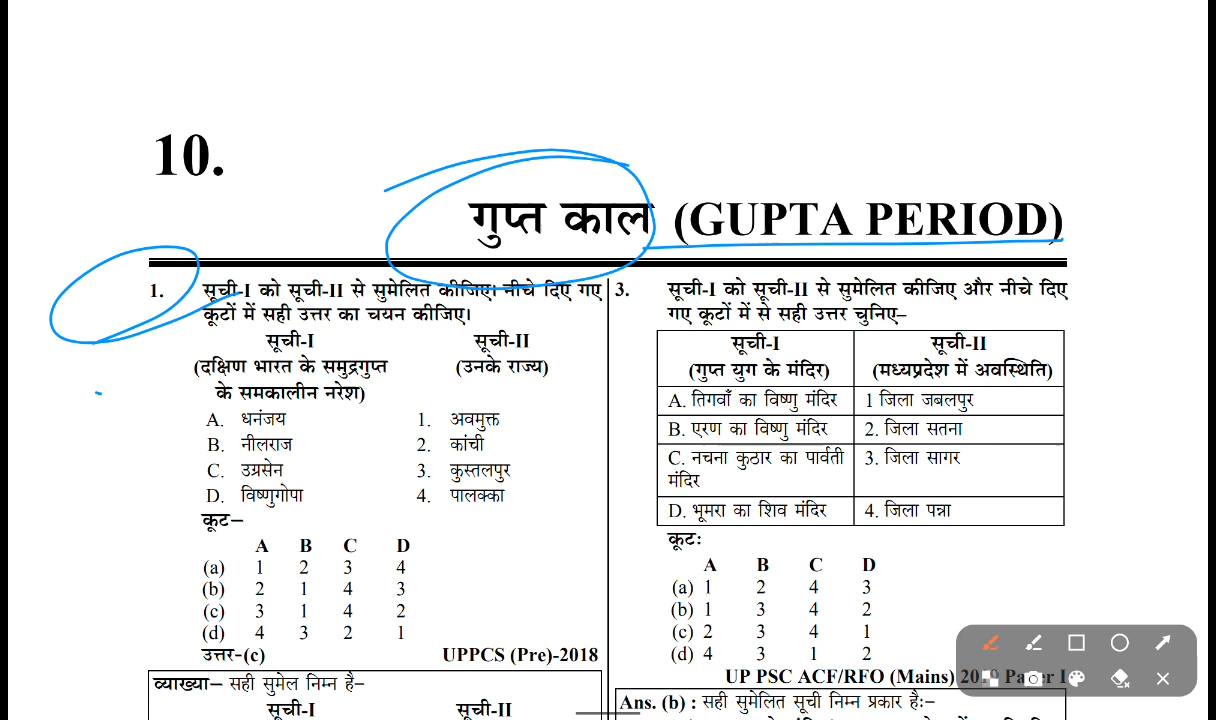 10.
गुप्त काल (GUPTA PERIOD)
1. सूची-I को सूची-II से सुमेलित कीजिए। नीचे दिए गए
कूटों में सही उत्तर का चयन कीजिए।
सूची-I सूची-II
(दक्षिण भारत के समुद्रगुप्त (उनके राज्य)
के समकालीन नरेश)
A. धनंजय 1. अवमुक्त
B. नीलराज 2. कांची
C. उग्रसेन 3. कुस्तलपुर
D. विष्णुगोपा 4. पालक्का
कूट–
A B C D
(a) 1 2 3 4
(b) 2 1 4 3
(c) 3 1 4 2
(d) 4 3 2 1
उत्तर-(c) UPPCS (Pre)-2018
व्याख्या– सही सुमेल निम्न है–
सूची-I सूची-II
3. सूची-I को सूची-II से सुमेलित कीजिए और नीचे दिए
गए कूटों में से सही उत्तर चुनिए–
सूची-I सूची-II
(गुप्त युग के मंदिर) (मध्यप्रदेश में अवस्थिति)
A. तिगवाँ का विष्णु मंदिर 1 जिला जबलपुर
B. एरण का विष्णु मंदिर 2. जिला सतना
C. नचना कुठार का पार्वती 3. जिला सागर
मंदिर
D. भूमरा का शिव मंदिर 4. जिला पन्ना
कूटः
A B C D
(a) 1 2 4 3
(b) 1 3 4 2
(c) 2 3 4 1
(d) 4 3 1 2
UP PSC ACF/RFO (Mains)
Ans. (b) : सही सुमेलित सूची निम्न प्रकार हैः–